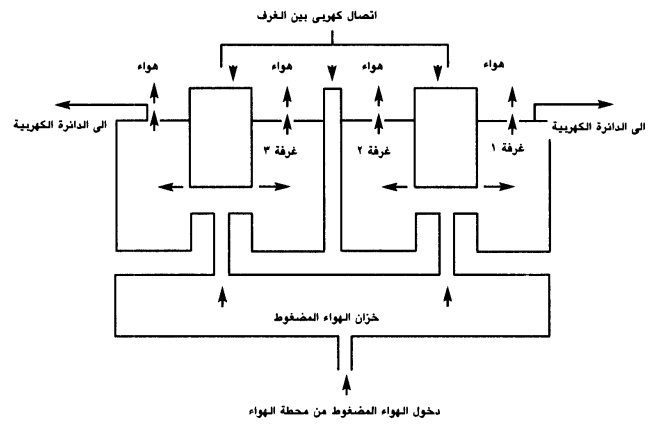 اتصال كهربى بين الغرف
هواء
هواء
هواء
هواء
الى الدائرة الكهربية
الى الدائرة الكهربية
غرفة ١
غرفة ٢
غرفة ٣
خزان الهواء المضغوط
دخول الهواء المضغوط من محطة الهواء